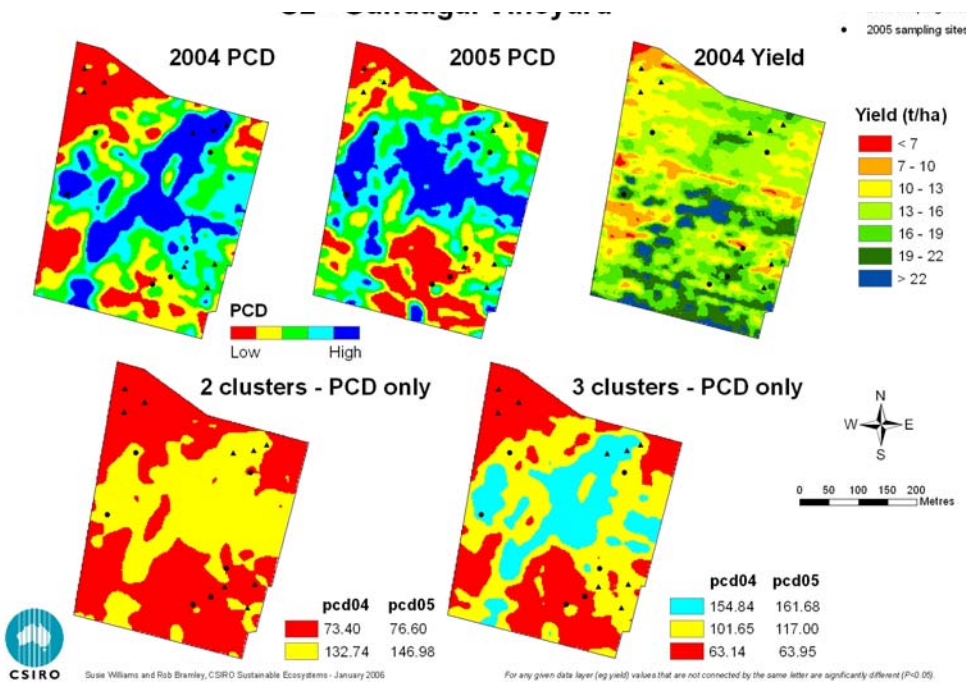 2005 sampling sites
2004 PCD
2005 PCD
2004 Yield
Yield (t/ha)
< 7
7 - 10
10 - 13
13 - 16
16 - 19
19 - 22
> 22
PCD
Low High
2 clusters - PCD only
3 clusters - PCD only
N
W E
S
0 50 100 150 200
Metres
pcd04 pcd05
73.40 76.60
132.74 146.98
pcd04 pcd05
154.84 161.68
101.65 117.00
63.14 63.95
CSIRO
Susie Williams and Rob Bramley, CSIRO Sustainable Ecosystems - January 2006
For any given data layer (eg yield) values that are not connected by the same letter are significantly different (P<0.05).